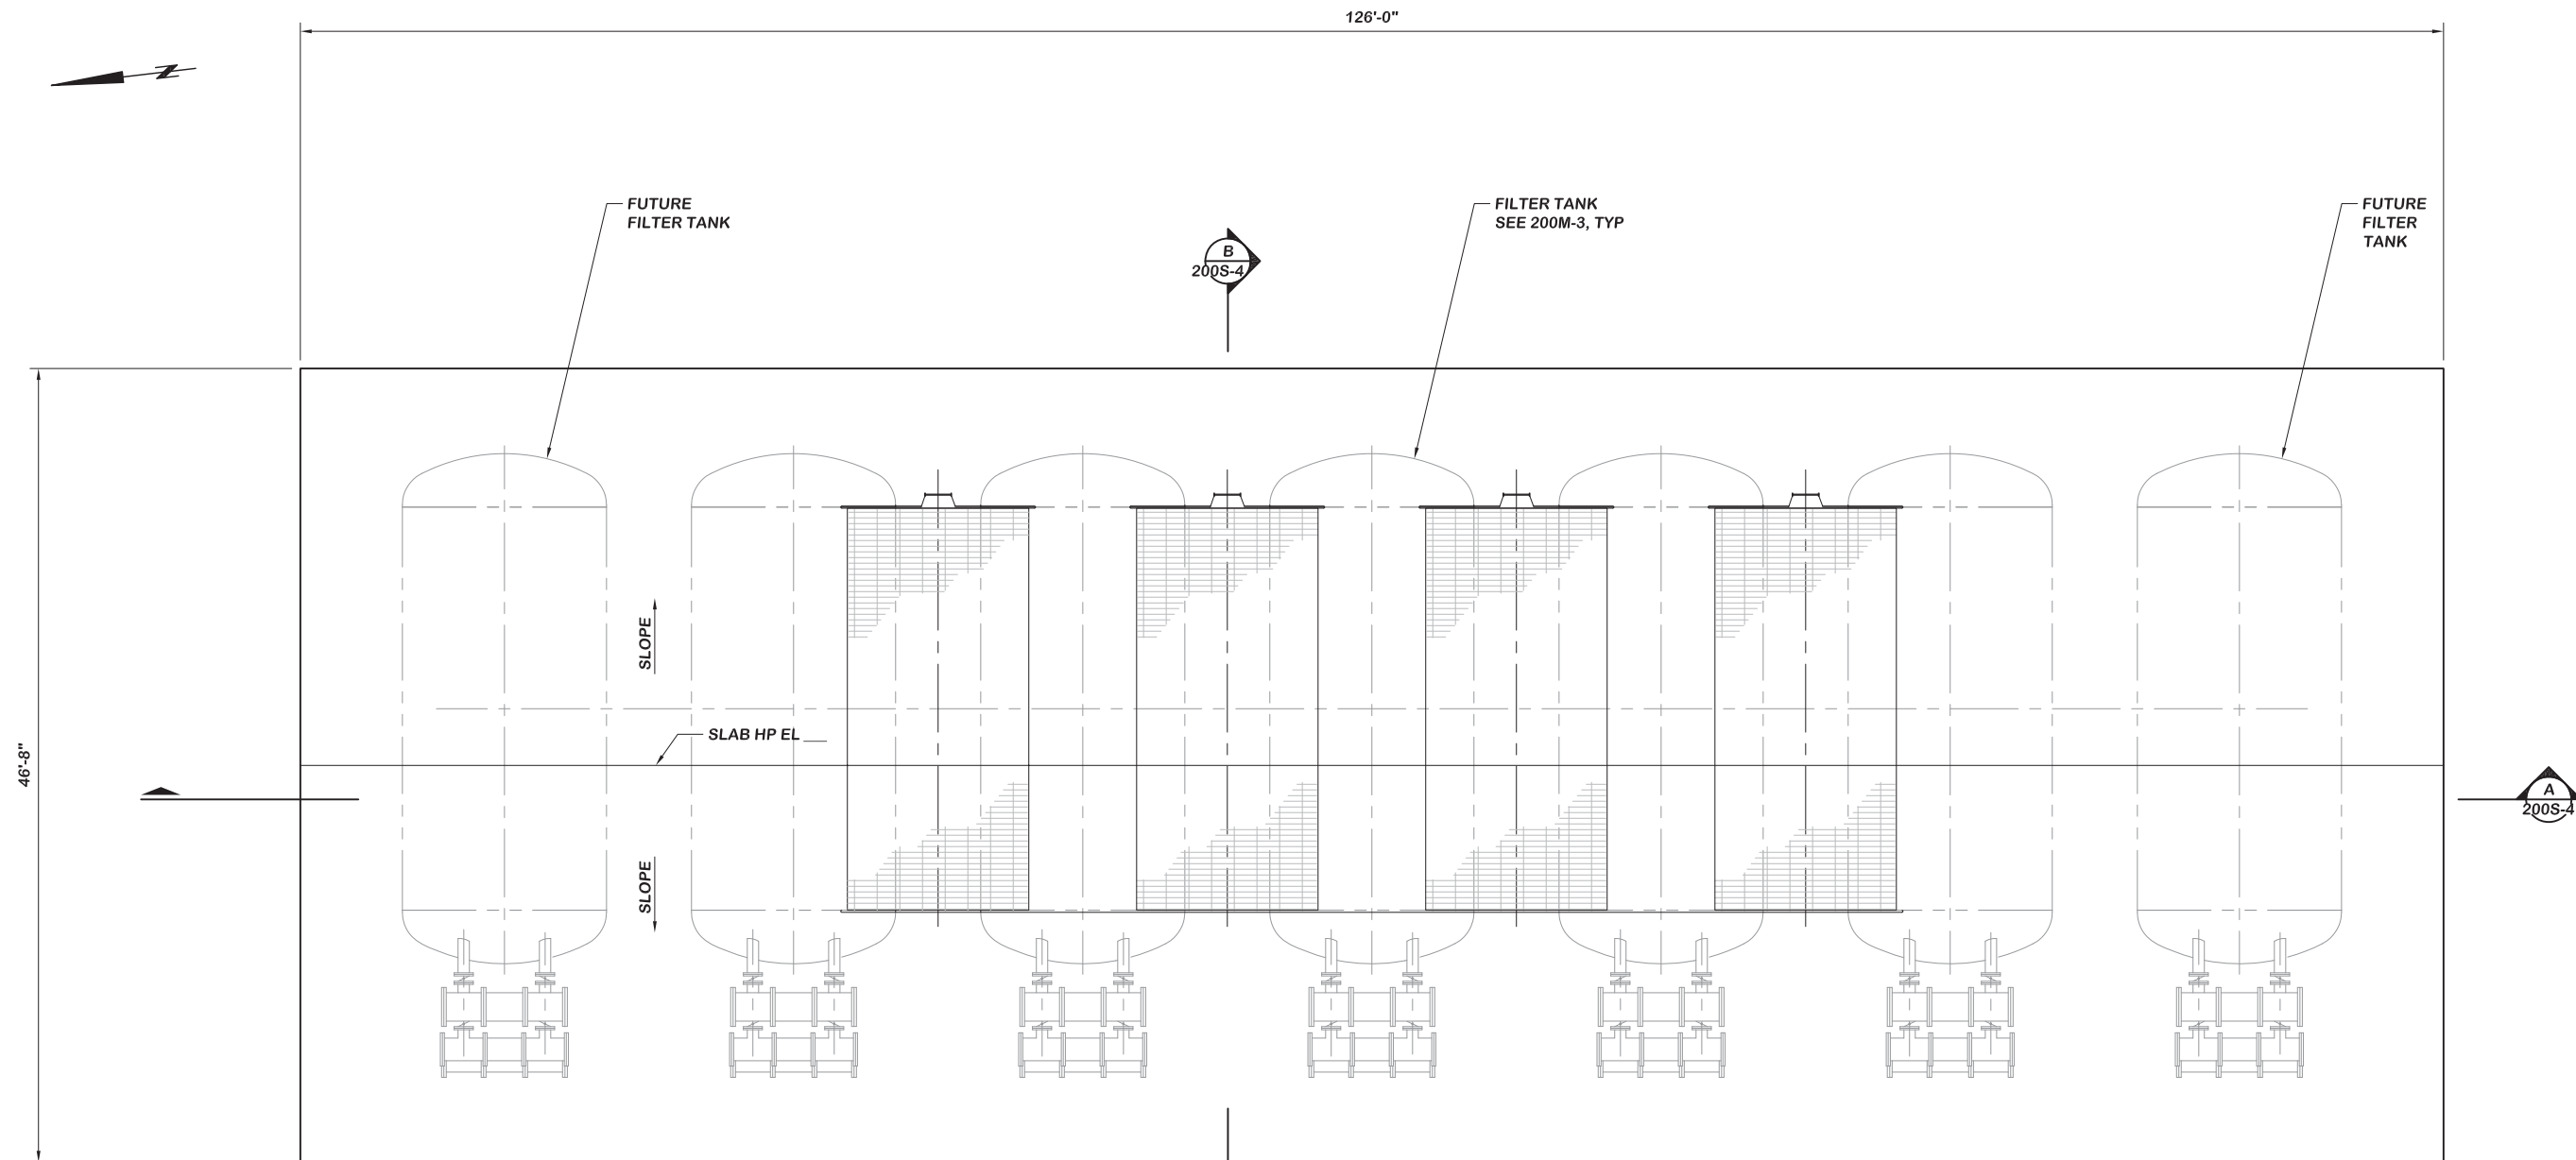 126'-0"
N
FUTURE
FILTER TANK
FILTER TANK
SEE 200M-3, TYP
FUTURE
FILTER
TANK
B
200S-4
SLOPE
SLAB HP EL ___
46'-8"
A
200S-4
SLOPE